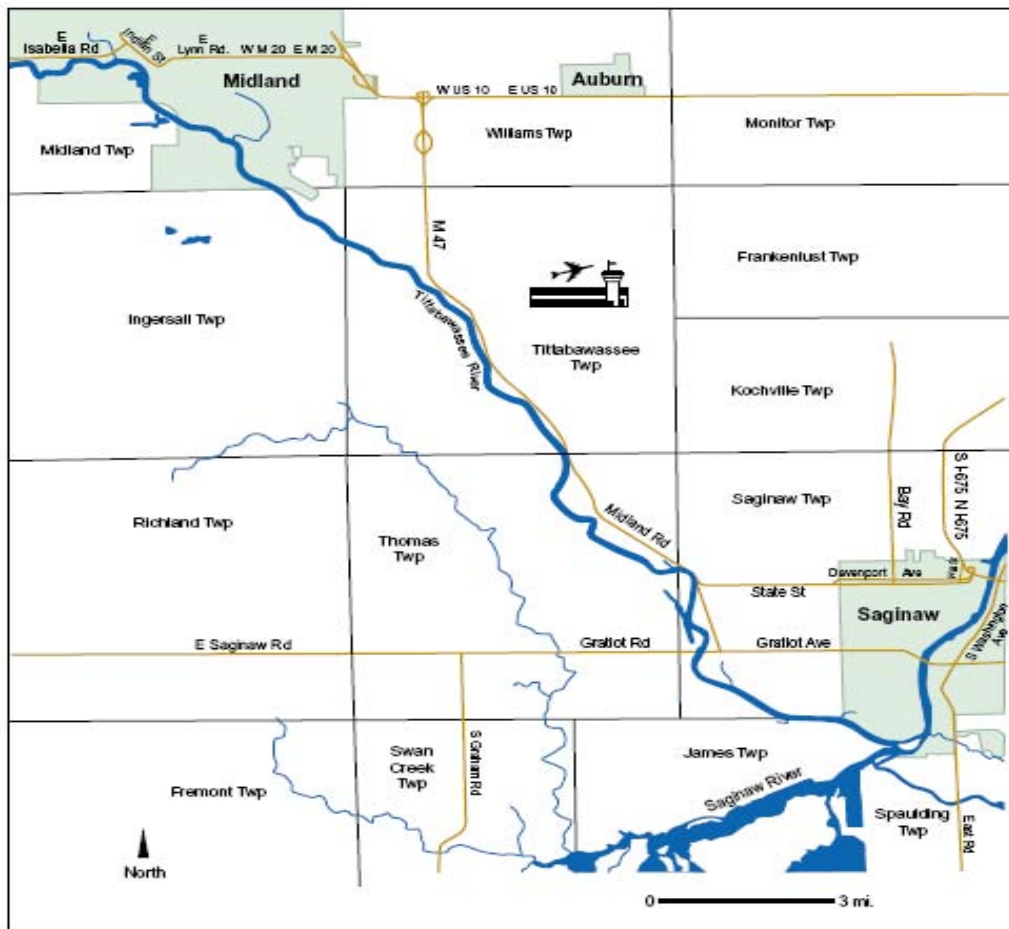 E
Isabella Rd
E
Indian St
E
Lynn Rd.
W M 20 E M 20
Midland
Auburn
W US 10 E US 10
Midland Twp
Williams Twp
Monitor Twp
M 47
Frankenlust Twp
Ingersall Twp
Tittabawassee River
Tittabawassee
Twp
Kochville Twp
Richland Twp
Thomas
Twp
Midland Rd
Saginaw Twp
Bay Rd
S I-675 N I-675
Davenport Ave
State St
Saginaw
S Washington
Ave
E Saginaw Rd
Gratiot Rd
Gratiot Ave
Fremont Twp
Swan
Creek
Twp
S Graham Rd
James Twp
Saginaw River
Spaulding
Twp
East Rd
North
0 3 mi.